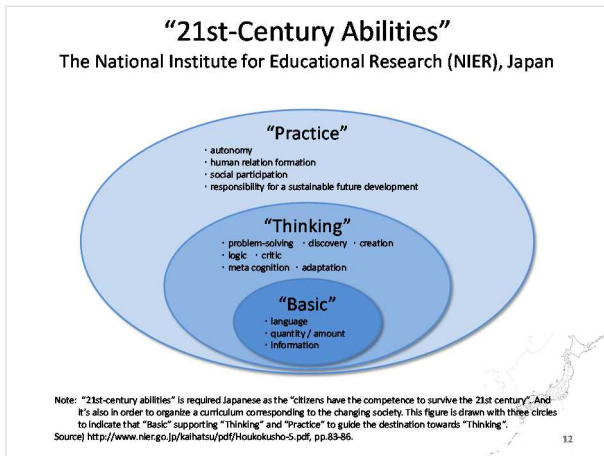 “21st-Century Abilities”
The National Institute for Educational Research (NIER), Japan
“Practice”
・autonomy
・human relation formation
・social participation
・responsibility for a sustainable future development
“Thinking”
・problem-solving ・discovery ・creation
・logic ・critic
・meta cognition ・adaptation
“Basic”
・language
・quantity / amount
・information
Note: “21st-century abilities” is required Japanese as the “citizens have the competence to survive the 21st century”. And
it’s also in order to organize a curriculum corresponding to the changing society. This figure is drawn with three circles
to indicate that “Basic” supporting “Thinking” and “Practice” to guide the destination towards “Thinking”.
Source) http://www.nier.go.jp/kaihatsu/pdf/Houkokusho-5.pdf, pp.83-86.
12